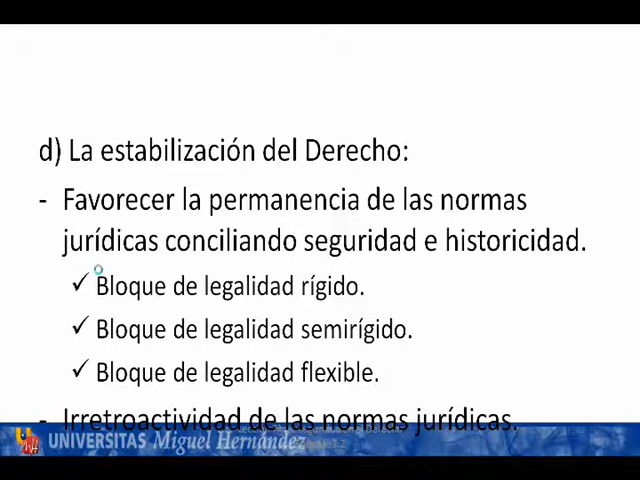 d) La estabilización del Derecho:
- Favorecer la permanencia de las normas
jurídicas conciliando seguridad e historicidad.
✓ Bloque de legalidad rígido.
✓ Bloque de legalidad semirígido.
✓ Bloque de legalidad flexible.
- Irretroactividad de las normas jurídicas.
UNIVERSITAS Miguel Hernández